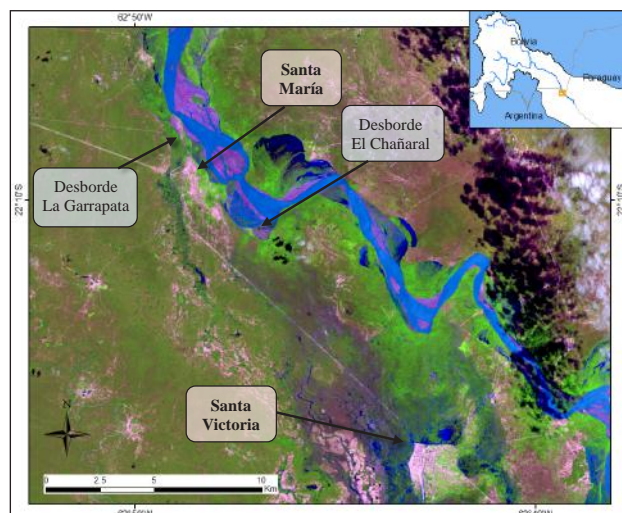 62°50'W
Bolivia
Paraguay
Argentina
Santa
María
Desborde
El Chañaral
Desborde
La Garrapata
22°10'S
22°10'S
Santa
Victoria
N
0 2.5 5 10
Km